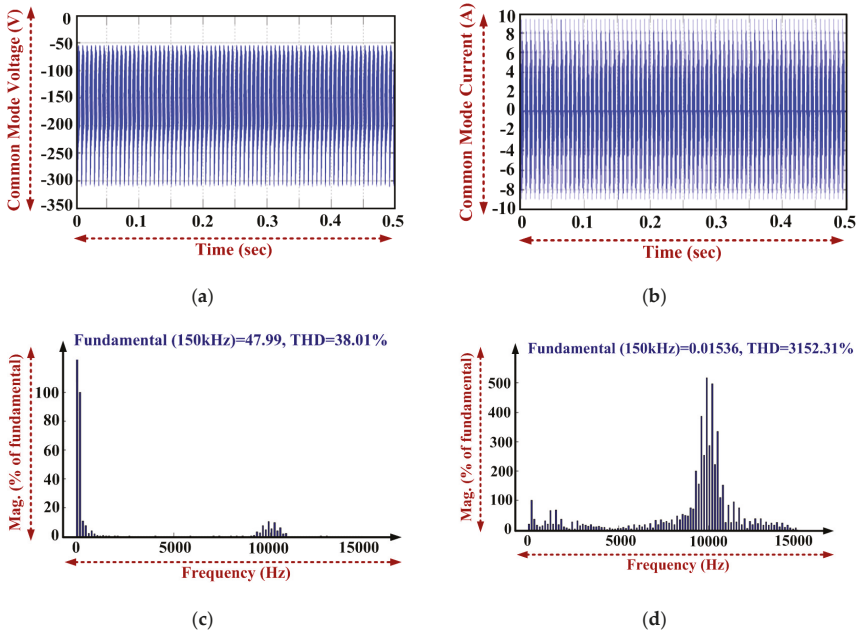 Common Mode Voltage (V)
0
-50
-100
-150
-200
-250
-300
-350
0 0.1 0.2 0.3 0.4 0.5
Time (sec)
(a)
Common Mode Current (A)
10
8
6
4
2
0
-2
-4
-6
-8
-10
0 0.1 0.2 0.3 0.4 0.5
Time (sec)
(b)
Fundamental (150kHz)=47.99, THD=38.01%
Mag. (% of fundamental)
100
80
60
40
20
0
0 5000 10000 15000
Frequency (Hz)
(c)
Fundamental (150kHz)=0.01536, THD=3152.31%
Mag. (% of fundamental)
500
400
300
200
100
0
0 5000 10000 15000
Frequency (Hz)
(d)